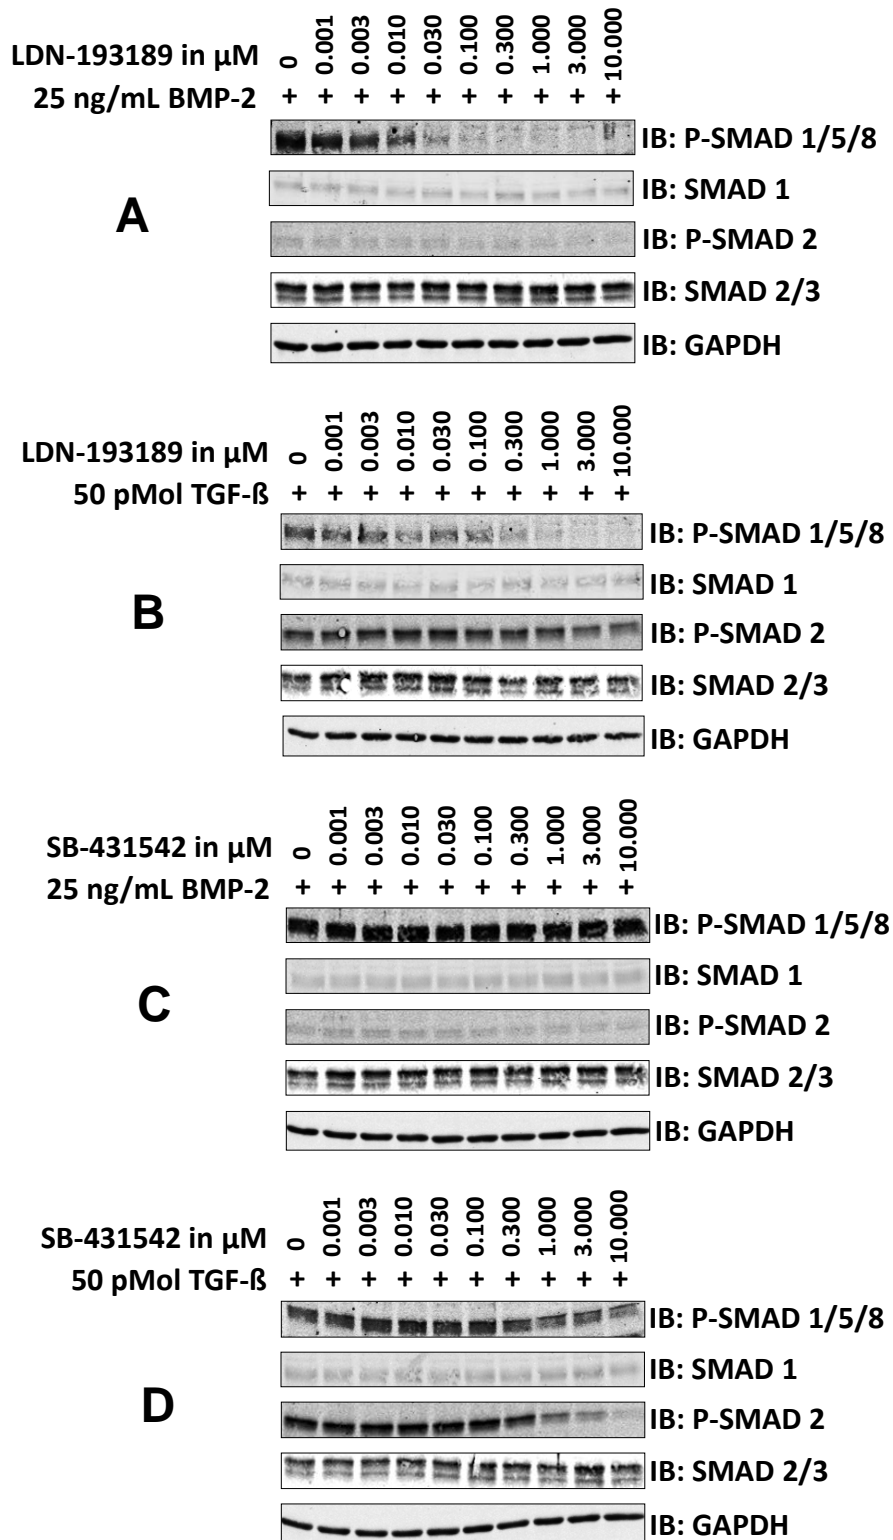 LDN-193189 in µM 0 0.001 0.003 0.010 0.030 0.100 0.300 1.000 3.000 10.000
25 ng/mL BMP-2 + + + + + + + + + +
IB: P-SMAD 1/5/8
A
IB: SMAD 1
IB: P-SMAD 2
IB: SMAD 2/3
IB: GAPDH
LDN-193189 in µM 0 0.001 0.003 0.010 0.030 0.100 0.300 1.000 3.000 10.000
50 pMol TGF-ß + + + + + + + + + +
IB: P-SMAD 1/5/8
IB: SMAD 1
B
IB: P-SMAD 2
IB: SMAD 2/3
IB: GAPDH
SB-431542 in µM 0 0.001 0.003 0.010 0.030 0.100 0.300 1.000 3.000 10.000
25 ng/mL BMP-2 + + + + + + + + + +
IB: P-SMAD 1/5/8
IB: SMAD 1
C
IB: P-SMAD 2
IB: SMAD 2/3
IB: GAPDH
SB-431542 in µM 0 0.001 0.003 0.010 0.030 0.100 0.300 1.000 3.000 10.000
50 pMol TGF-ß + + + + + + + + + +
IB: P-SMAD 1/5/8
IB: SMAD 1
D
IB: P-SMAD 2
IB: SMAD 2/3
IB: GAPDH